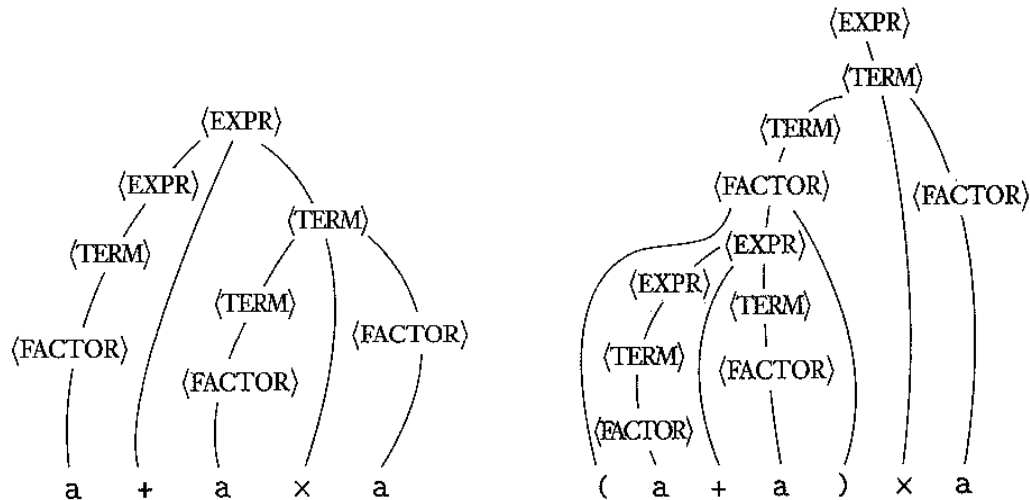 ⟨EXPR⟩
⟨EXPR⟩
⟨TERM⟩
⟨TERM⟩
⟨TERM⟩
⟨FACTOR⟩
⟨FACTOR⟩
⟨FACTOR⟩
a + a × a
⟨EXPR⟩
⟨TERM⟩
⟨TERM⟩
⟨FACTOR⟩ ⟨FACTOR⟩
⟨EXPR⟩
⟨EXPR⟩
⟨TERM⟩
⟨TERM⟩
⟨FACTOR⟩
⟨FACTOR⟩
( a + a ) × a